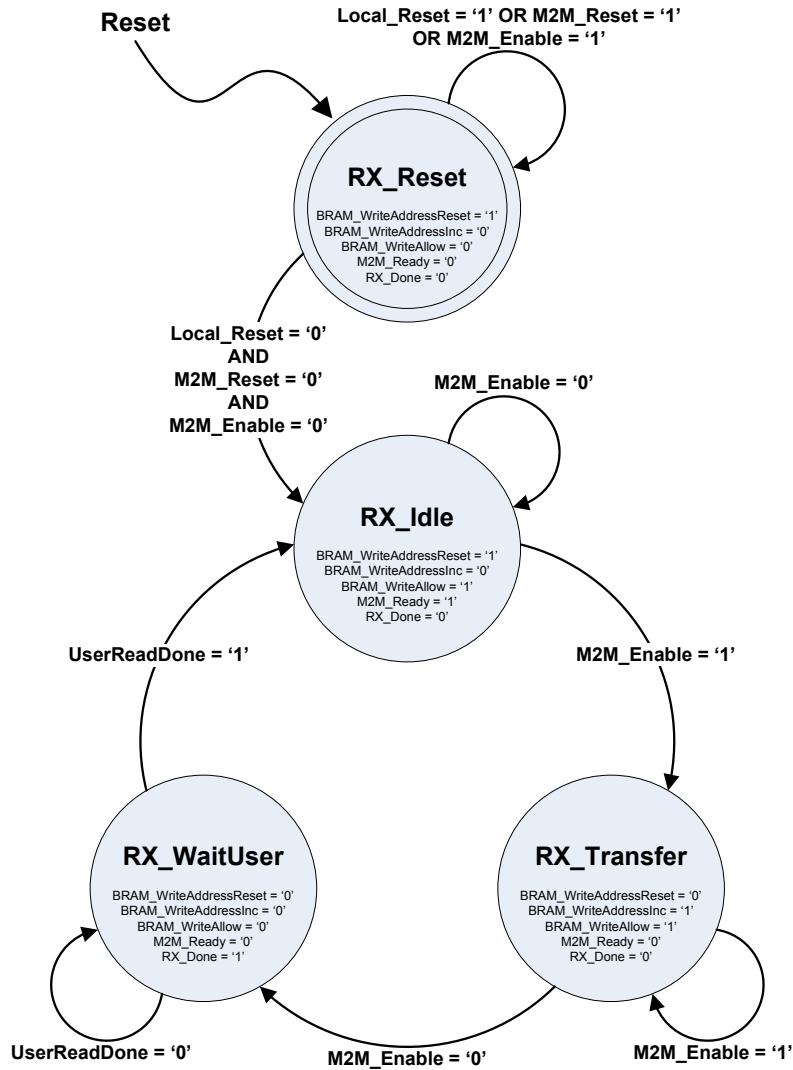 Reset
Local_Reset = ‘1’ OR M2M_Reset = ‘1’
OR M2M_Enable = ‘1’
RX_Reset
BRAM_WriteAddressReset = ‘1’
BRAM_WriteAddressInc = ‘0’
BRAM_WriteAllow = ‘0’
M2M_Ready = ‘0’
RX_Done = ‘0’
Local_Reset = ‘0’
AND
M2M_Reset = ‘0’
AND
M2M_Enable = ‘0’
M2M_Enable = ‘0’
RX_Idle
BRAM_WriteAddressReset = ‘1’
BRAM_WriteAddressInc = ‘0’
BRAM_WriteAllow = ‘1’
M2M_Ready = ‘1’
RX_Done = ‘0’
UserReadDone = ‘1’
M2M_Enable = ‘1’
RX_WaitUser
BRAM_WriteAddressReset = ‘0’
BRAM_WriteAddressInc = ‘0’
BRAM_WriteAllow = ‘0’
M2M_Ready = ‘0’
RX_Done = ‘1’
RX_Transfer
BRAM_WriteAddressReset = ‘0’
BRAM_WriteAddressInc = ‘1’
BRAM_WriteAllow = ‘1’
M2M_Ready = ‘0’
RX_Done = ‘0’
UserReadDone = ‘0’
M2M_Enable = ‘0’
M2M_Enable = ‘1’